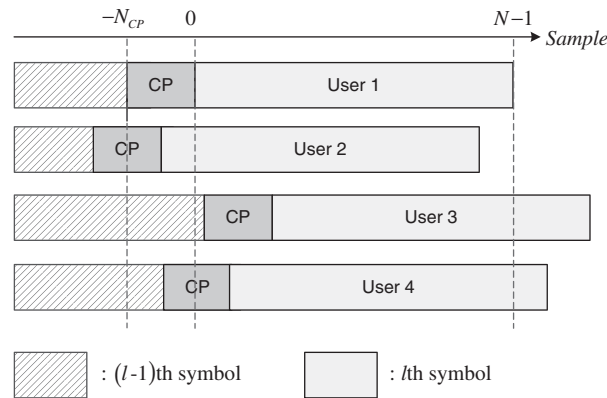 −N_CP 0 N−1
Sample
CP User 1
CP User 2
CP User 3
CP User 4
: (l-1)th symbol : lth symbol